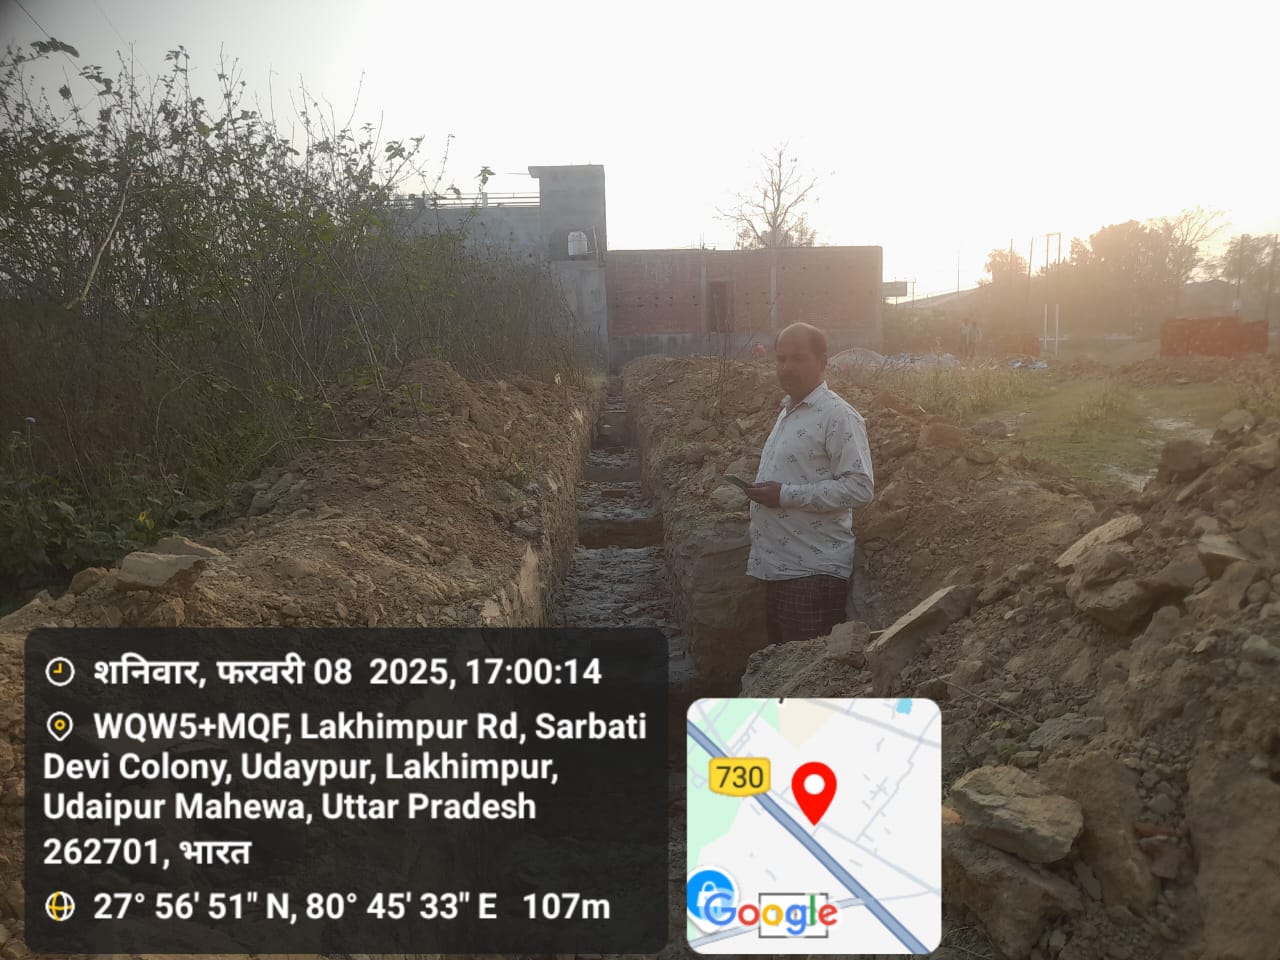 शनिवार, फरवरी 08 2025, 17:00:14
WQW5+MQF, Lakhimpur Rd, Sarbati
Devi Colony, Udaypur, Lakhimpur,
Udaipur Mahewa, Uttar Pradesh
262701, भारत
27° 56' 51" N, 80° 45' 33" E 107m
730
Google